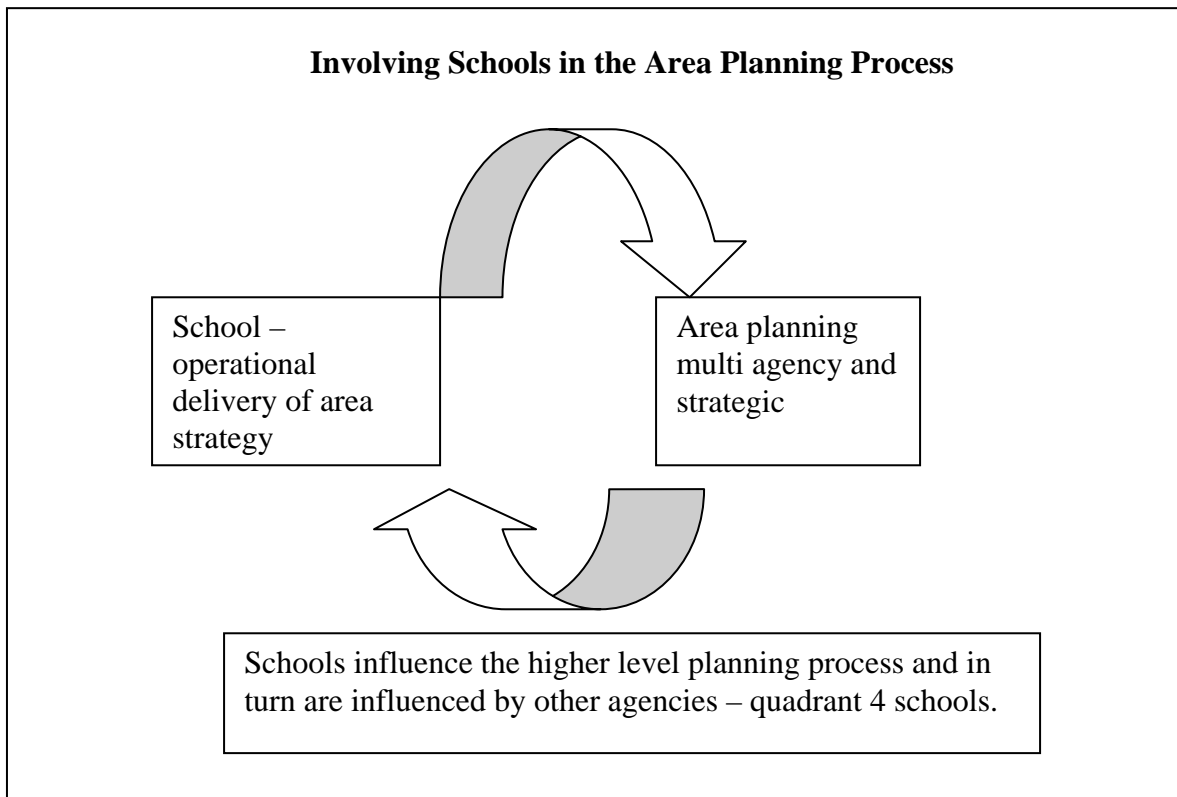 Involving Schools in the Area Planning Process
School –
operational
delivery of area
strategy
Area planning
multi agency and
strategic
Schools influence the higher level planning process and in
turn are influenced by other agencies – quadrant 4 schools.